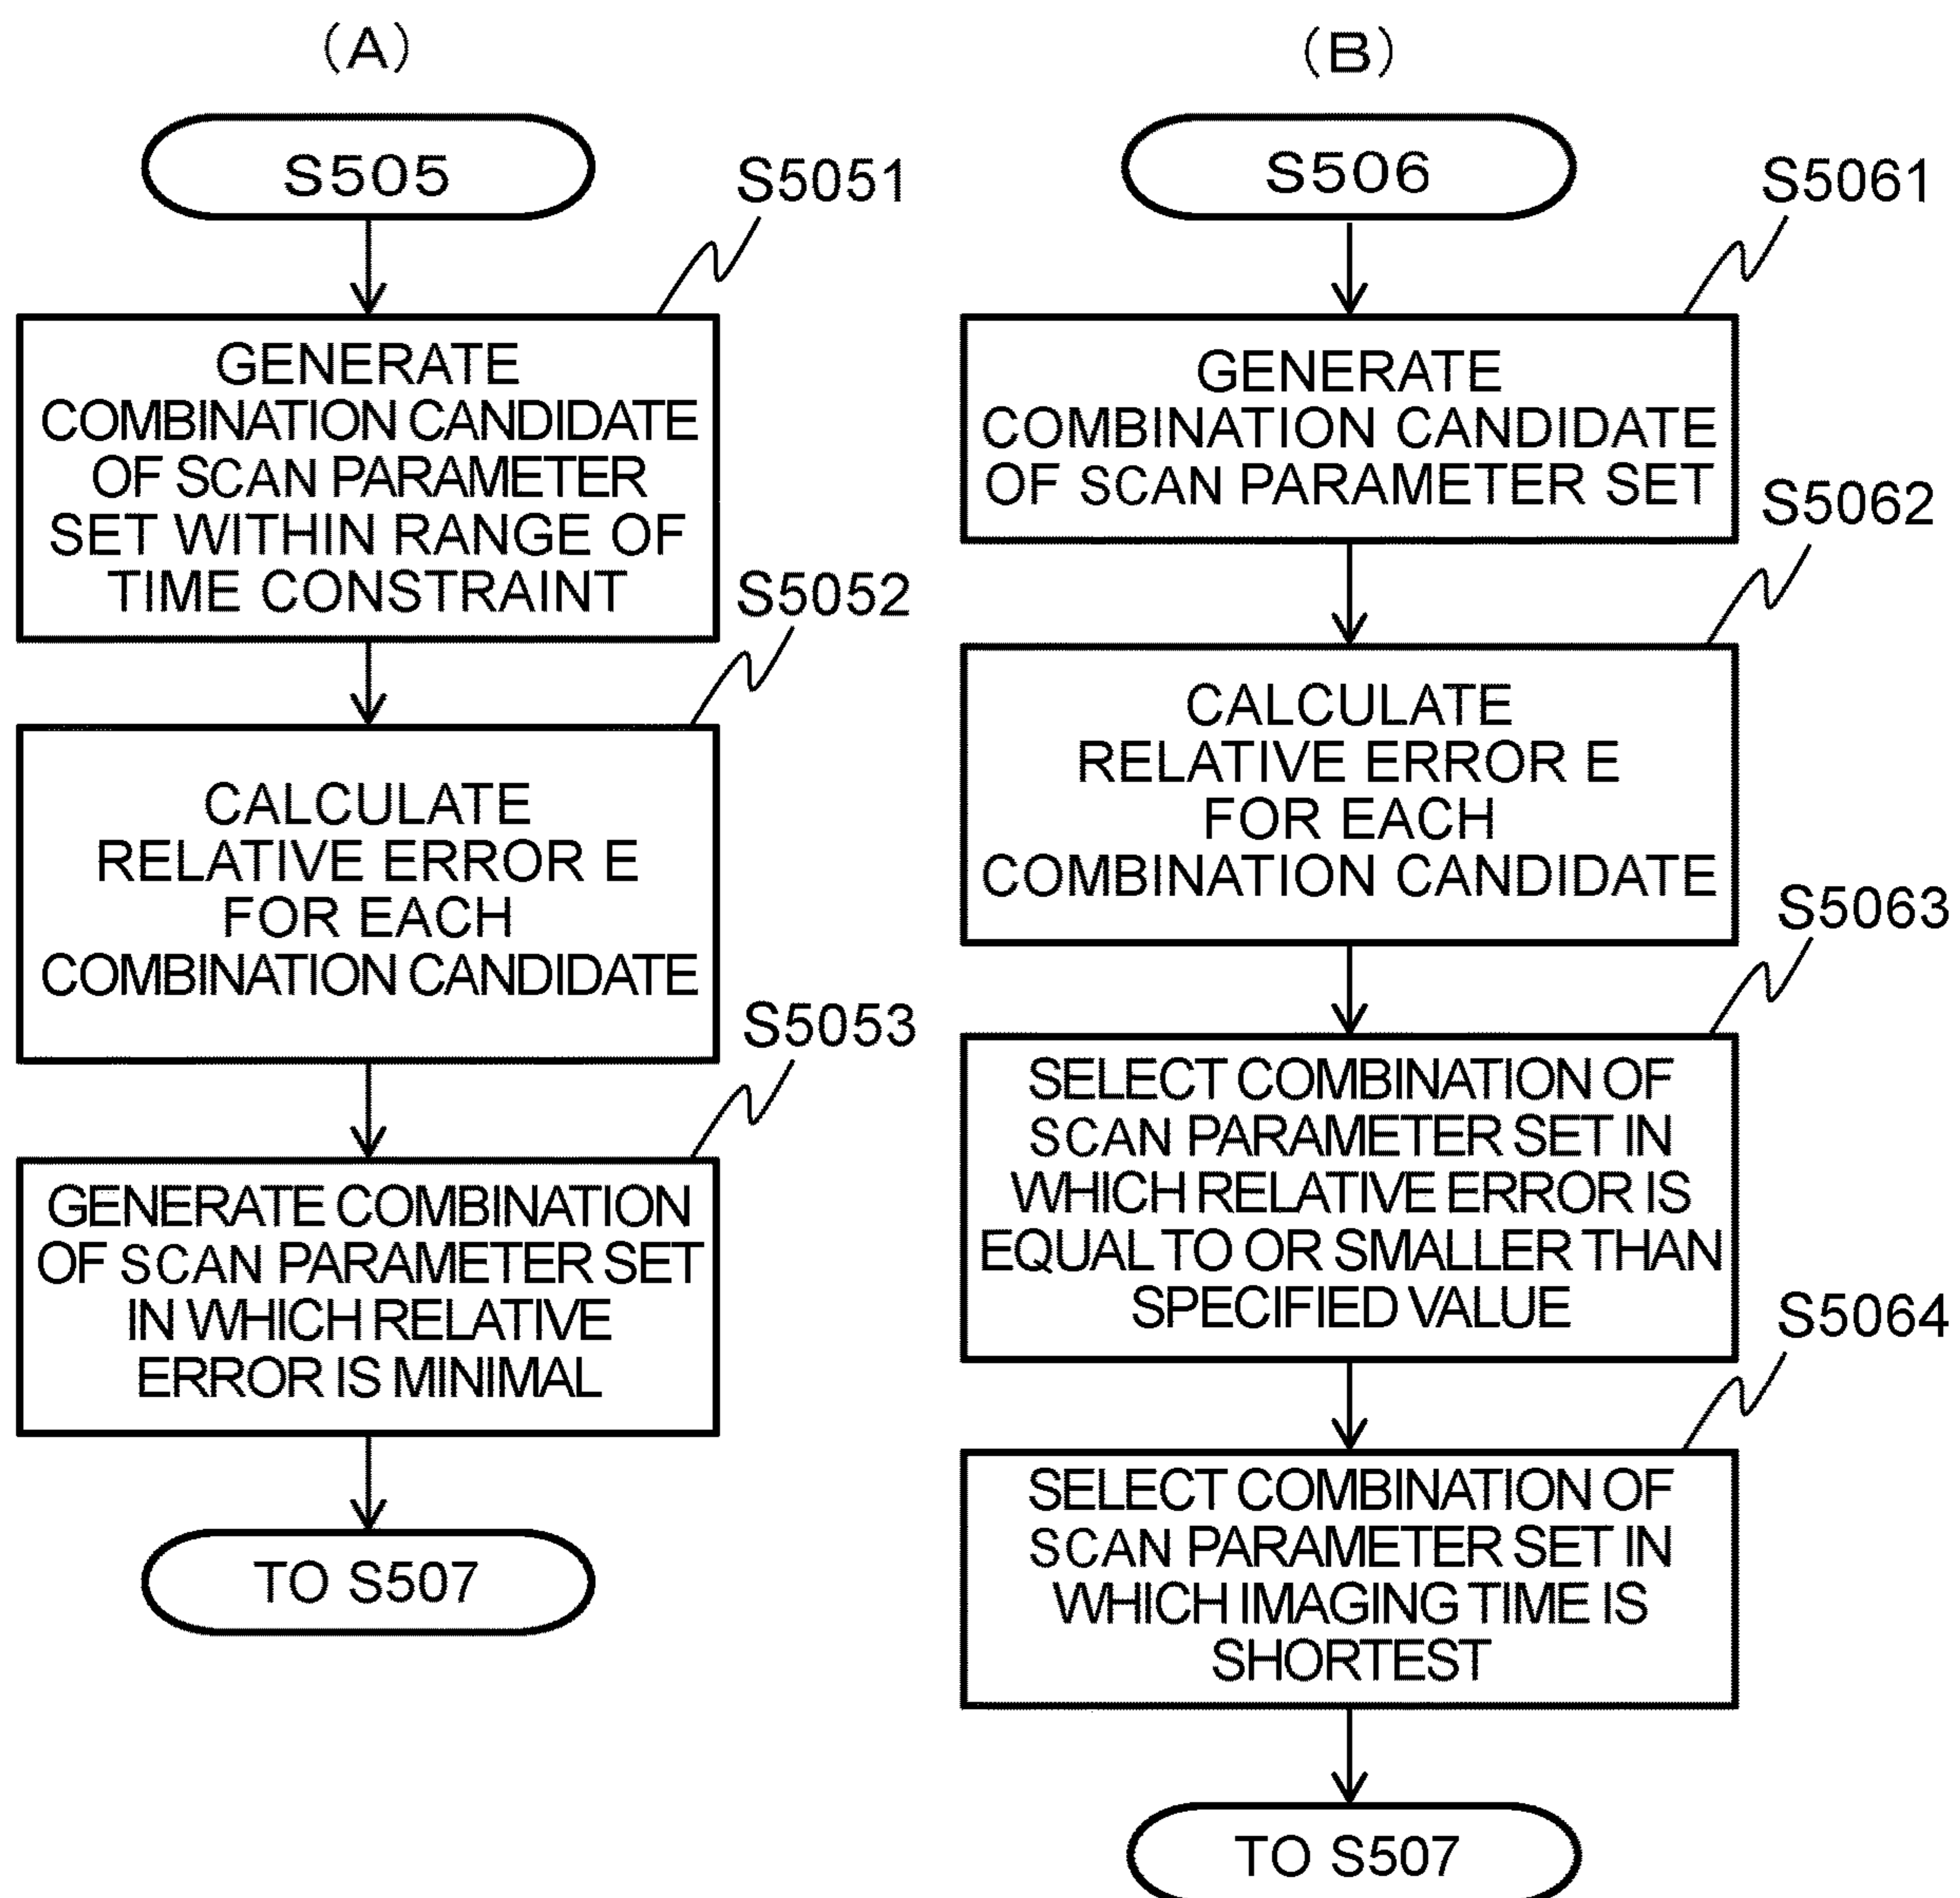 (A)
S505
S5051
GENERATE
COMBINATION CANDIDATE
OF SCAN PARAMETER
SET WITHIN RANGE OF
TIME CONSTRAINT
S5052
CALCULATE
RELATIVE ERROR E
FOR EACH
COMBINATION CANDIDATE
S5053
GENERATE COMBINATION
OF SCAN PARAMETER SET
IN WHICH RELATIVE
ERROR IS MINIMAL
TO S507
(B)
S506
S5061
GENERATE
COMBINATION CANDIDATE
OF SCAN PARAMETER SET
S5062
CALCULATE
RELATIVE ERROR E
FOR EACH
COMBINATION CANDIDATE
S5063
SELECT COMBINATION OF
SCAN PARAMETER SET IN
WHICH RELATIVE ERROR IS
EQUAL TO OR SMALLER THAN
SPECIFIED VALUE
S5064
SELECT COMBINATION OF
SCAN PARAMETER SET IN
WHICH IMAGING TIME IS
SHORTEST
TO S507